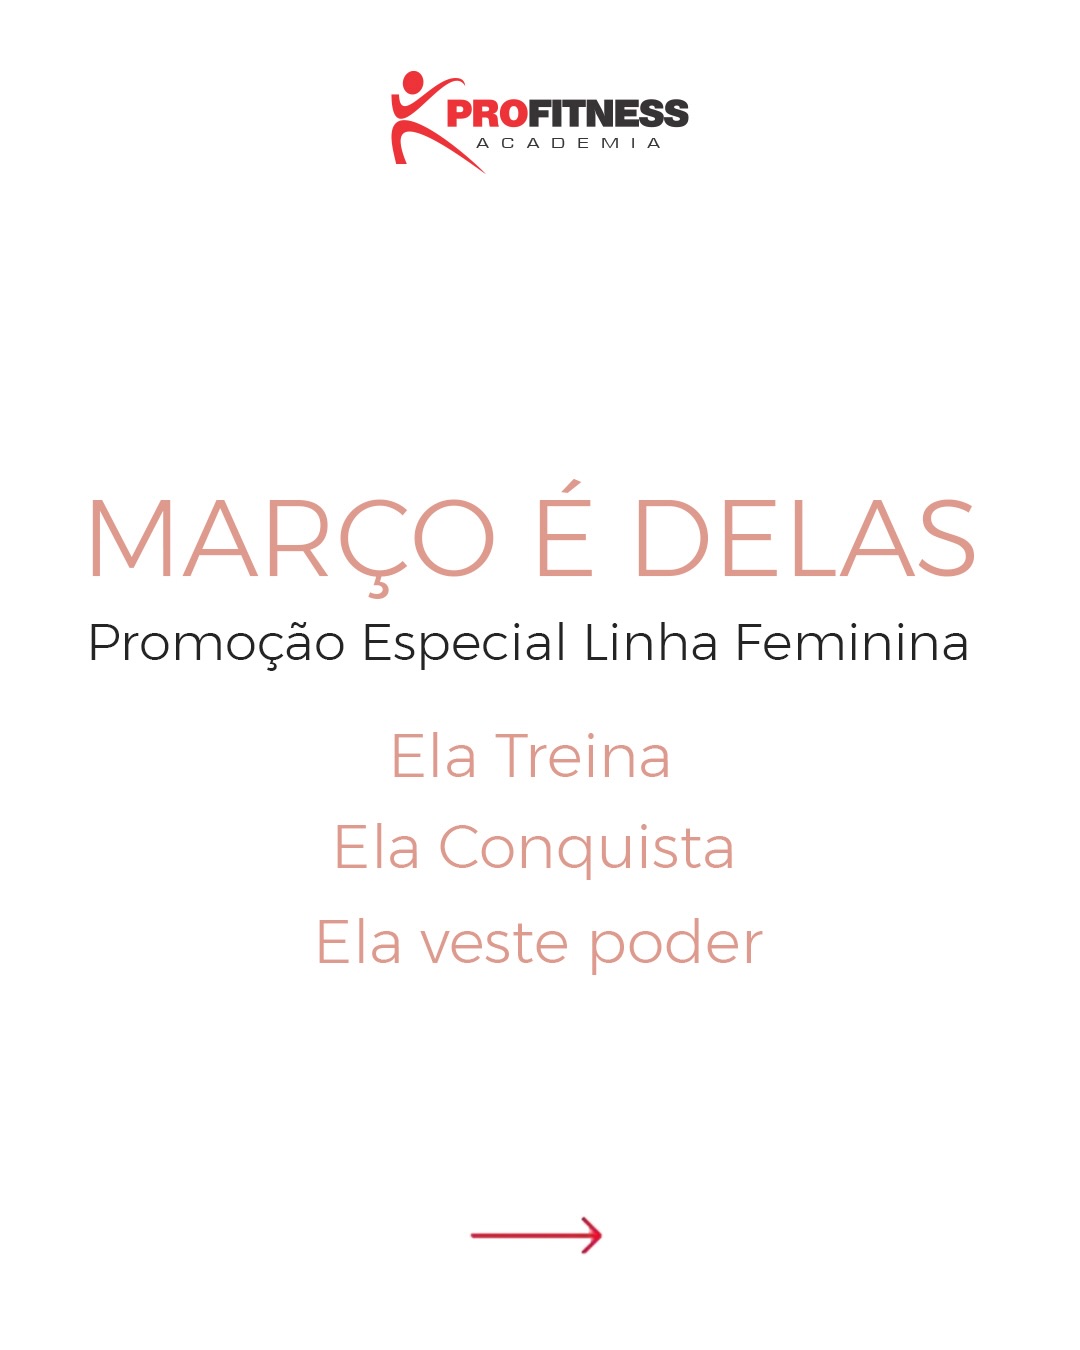 PROFITNESS
ACADEMIA
MARÇO É DELAS
Promoção Especial Linha Feminina
Ela Treina
Ela Conquista
Ela veste poder